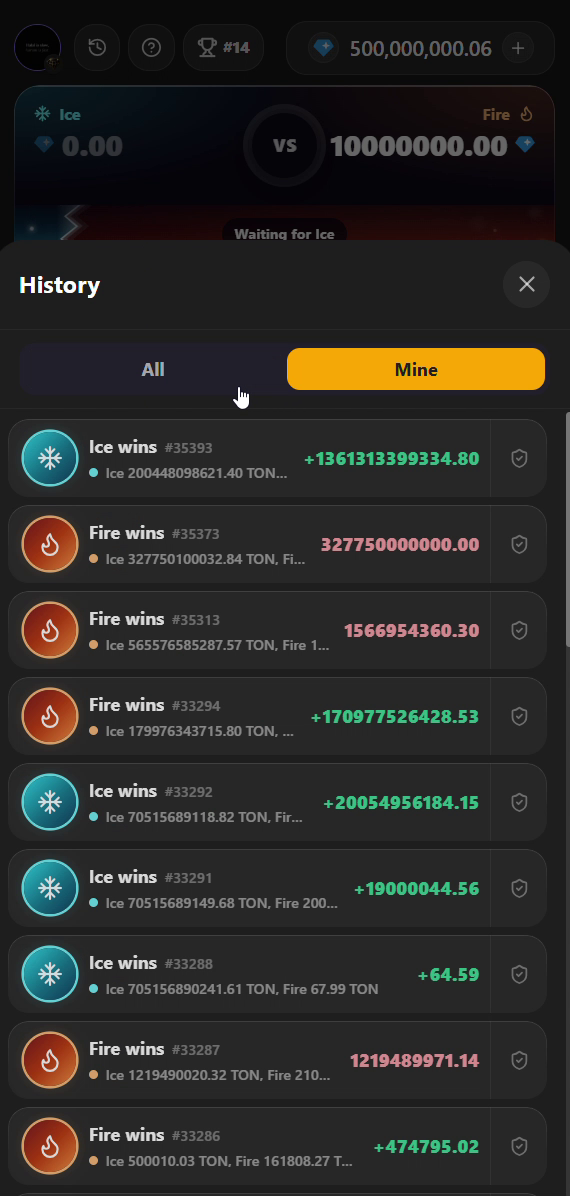 #14
500,000,000.06
Ice
Fire
0.00
VS
10000000.00
Waiting for Ice
History
All
Mine
Ice wins #35393
Ice 200448098621.40 TON...
+1361313399334.80
Fire wins #35373
Ice 327750100032.84 TON, Fi...
327750000000.00
Fire wins #35313
Ice 565576585287.57 TON, Fire 1...
1566954360.30
Fire wins #33294
Ice 179976343715.80 TON, ...
+170977526428.53
Ice wins #33292
Ice 70515689118.82 TON, Fir...
+20054956184.15
Ice wins #33291
Ice 70515689149.68 TON, Fire 200...
+19000044.56
Ice wins #33288
Ice 705156890241.61 TON, Fire 67.99 TON
+64.59
Fire wins #33287
Ice 1219490020.32 TON, Fire 210...
1219489971.14
Fire wins #33286
Ice 500010.03 TON, Fire 161808.27 T...
+474795.02